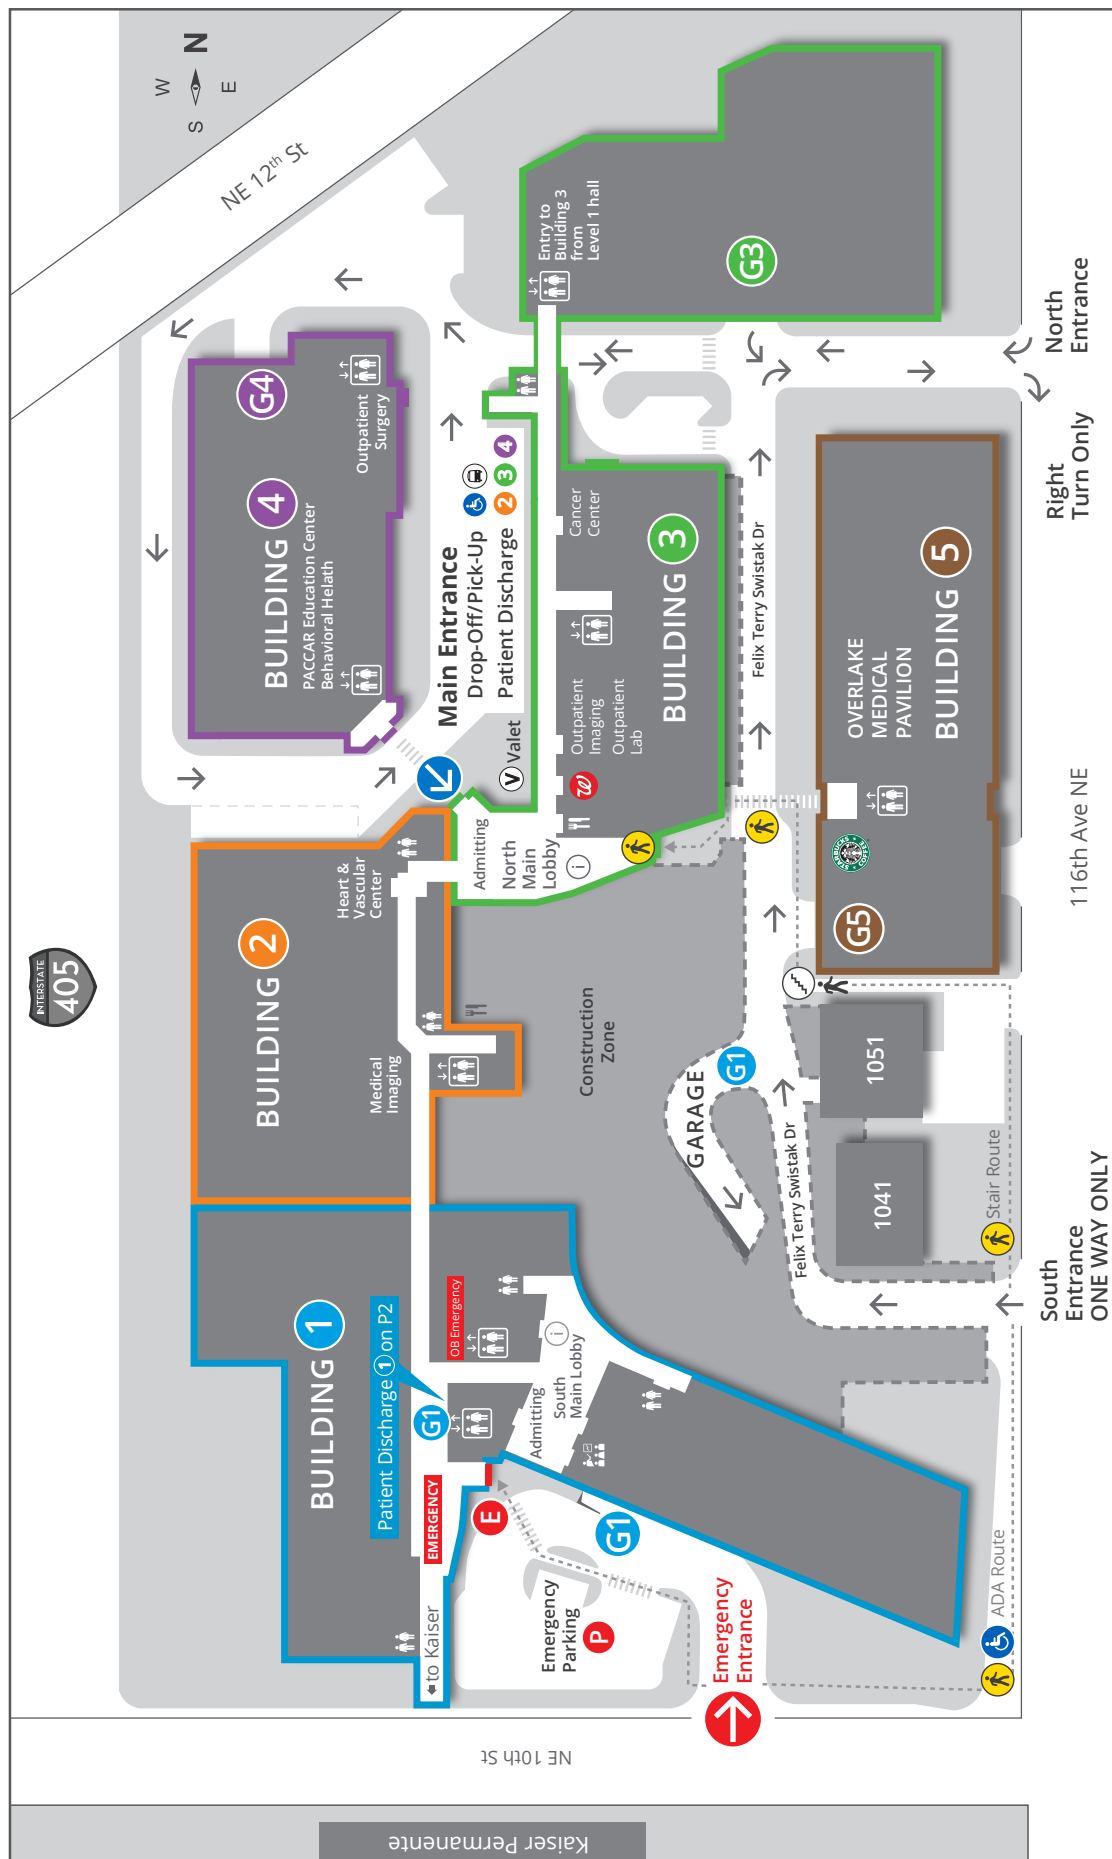 INTERSTATE
405
W
N
S
E
NE 12th St
BUILDING 4
PACCAR Education Center
Behavioral Helath
G4
Outpatient
Surgery
Main Entrance
Drop-Off/Pick-Up
Patient Discharge 2 3 4
V Valet
Entry to
Building 3
from
Level 1 hall
G3
BUILDING 2
Heart &
Vascular
Center
Medical
Imaging
Admitting
North
Main
Lobby
i
Outpatient
Imaging
Outpatient
Lab
Cancer
Center
BUILDING 3
W
Felix Terry Swistak Dr
North
Entrance
Right
Turn Only
OVERLAKE
MEDICAL
PAVILION
BUILDING 5
STARBUCKS COFFEE
G5
116th Ave NE
Construction
Zone
GARAGE
G1
Felix Terry Swistak Dr
1051
1041
Stair Route
South
Entrance
ONE WAY ONLY
BUILDING 1
Patient Discharge 1 on P2
G1
OB Emergency
i
Admitting
South
Main Lobby
EMERGENCY
E
G1
to Kaiser
Emergency
Parking
P
Emergency
Entrance
ADA Route
NE 10th St
Kaiser Permanente